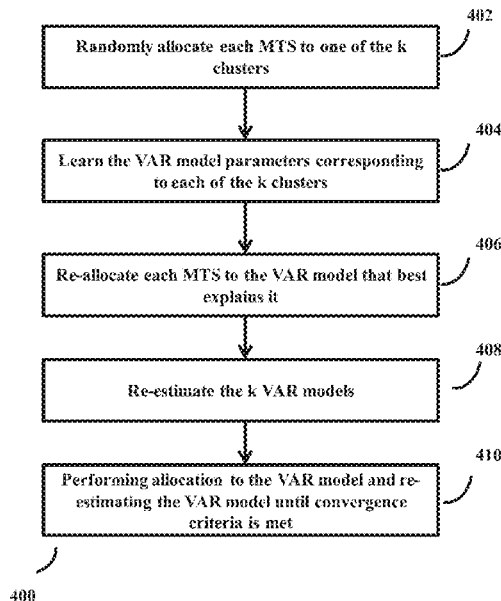 402
Randomly allocate each MTS to one of the k
clusters
404
Learn the VAR model parameters corresponding
to each of the k clusters
406
Re-allocate each MTS to the VAR model that best
explains it
408
Re-estimate the k VAR models
410
Performing allocation to the VAR model and re-
estimating the VAR model until convergence
criteria is met
400